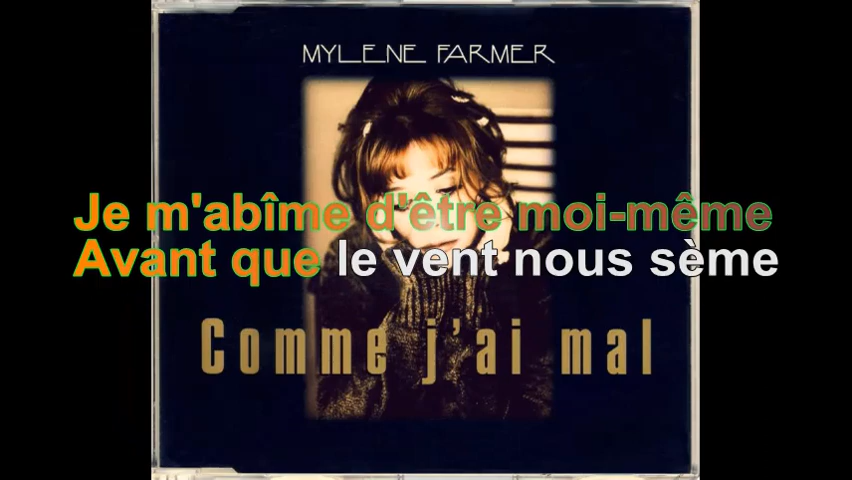 MYLENE FARMER
Je m'abîme d'être moi-même
Avant que le vent nous sème
Comme j'ai mal